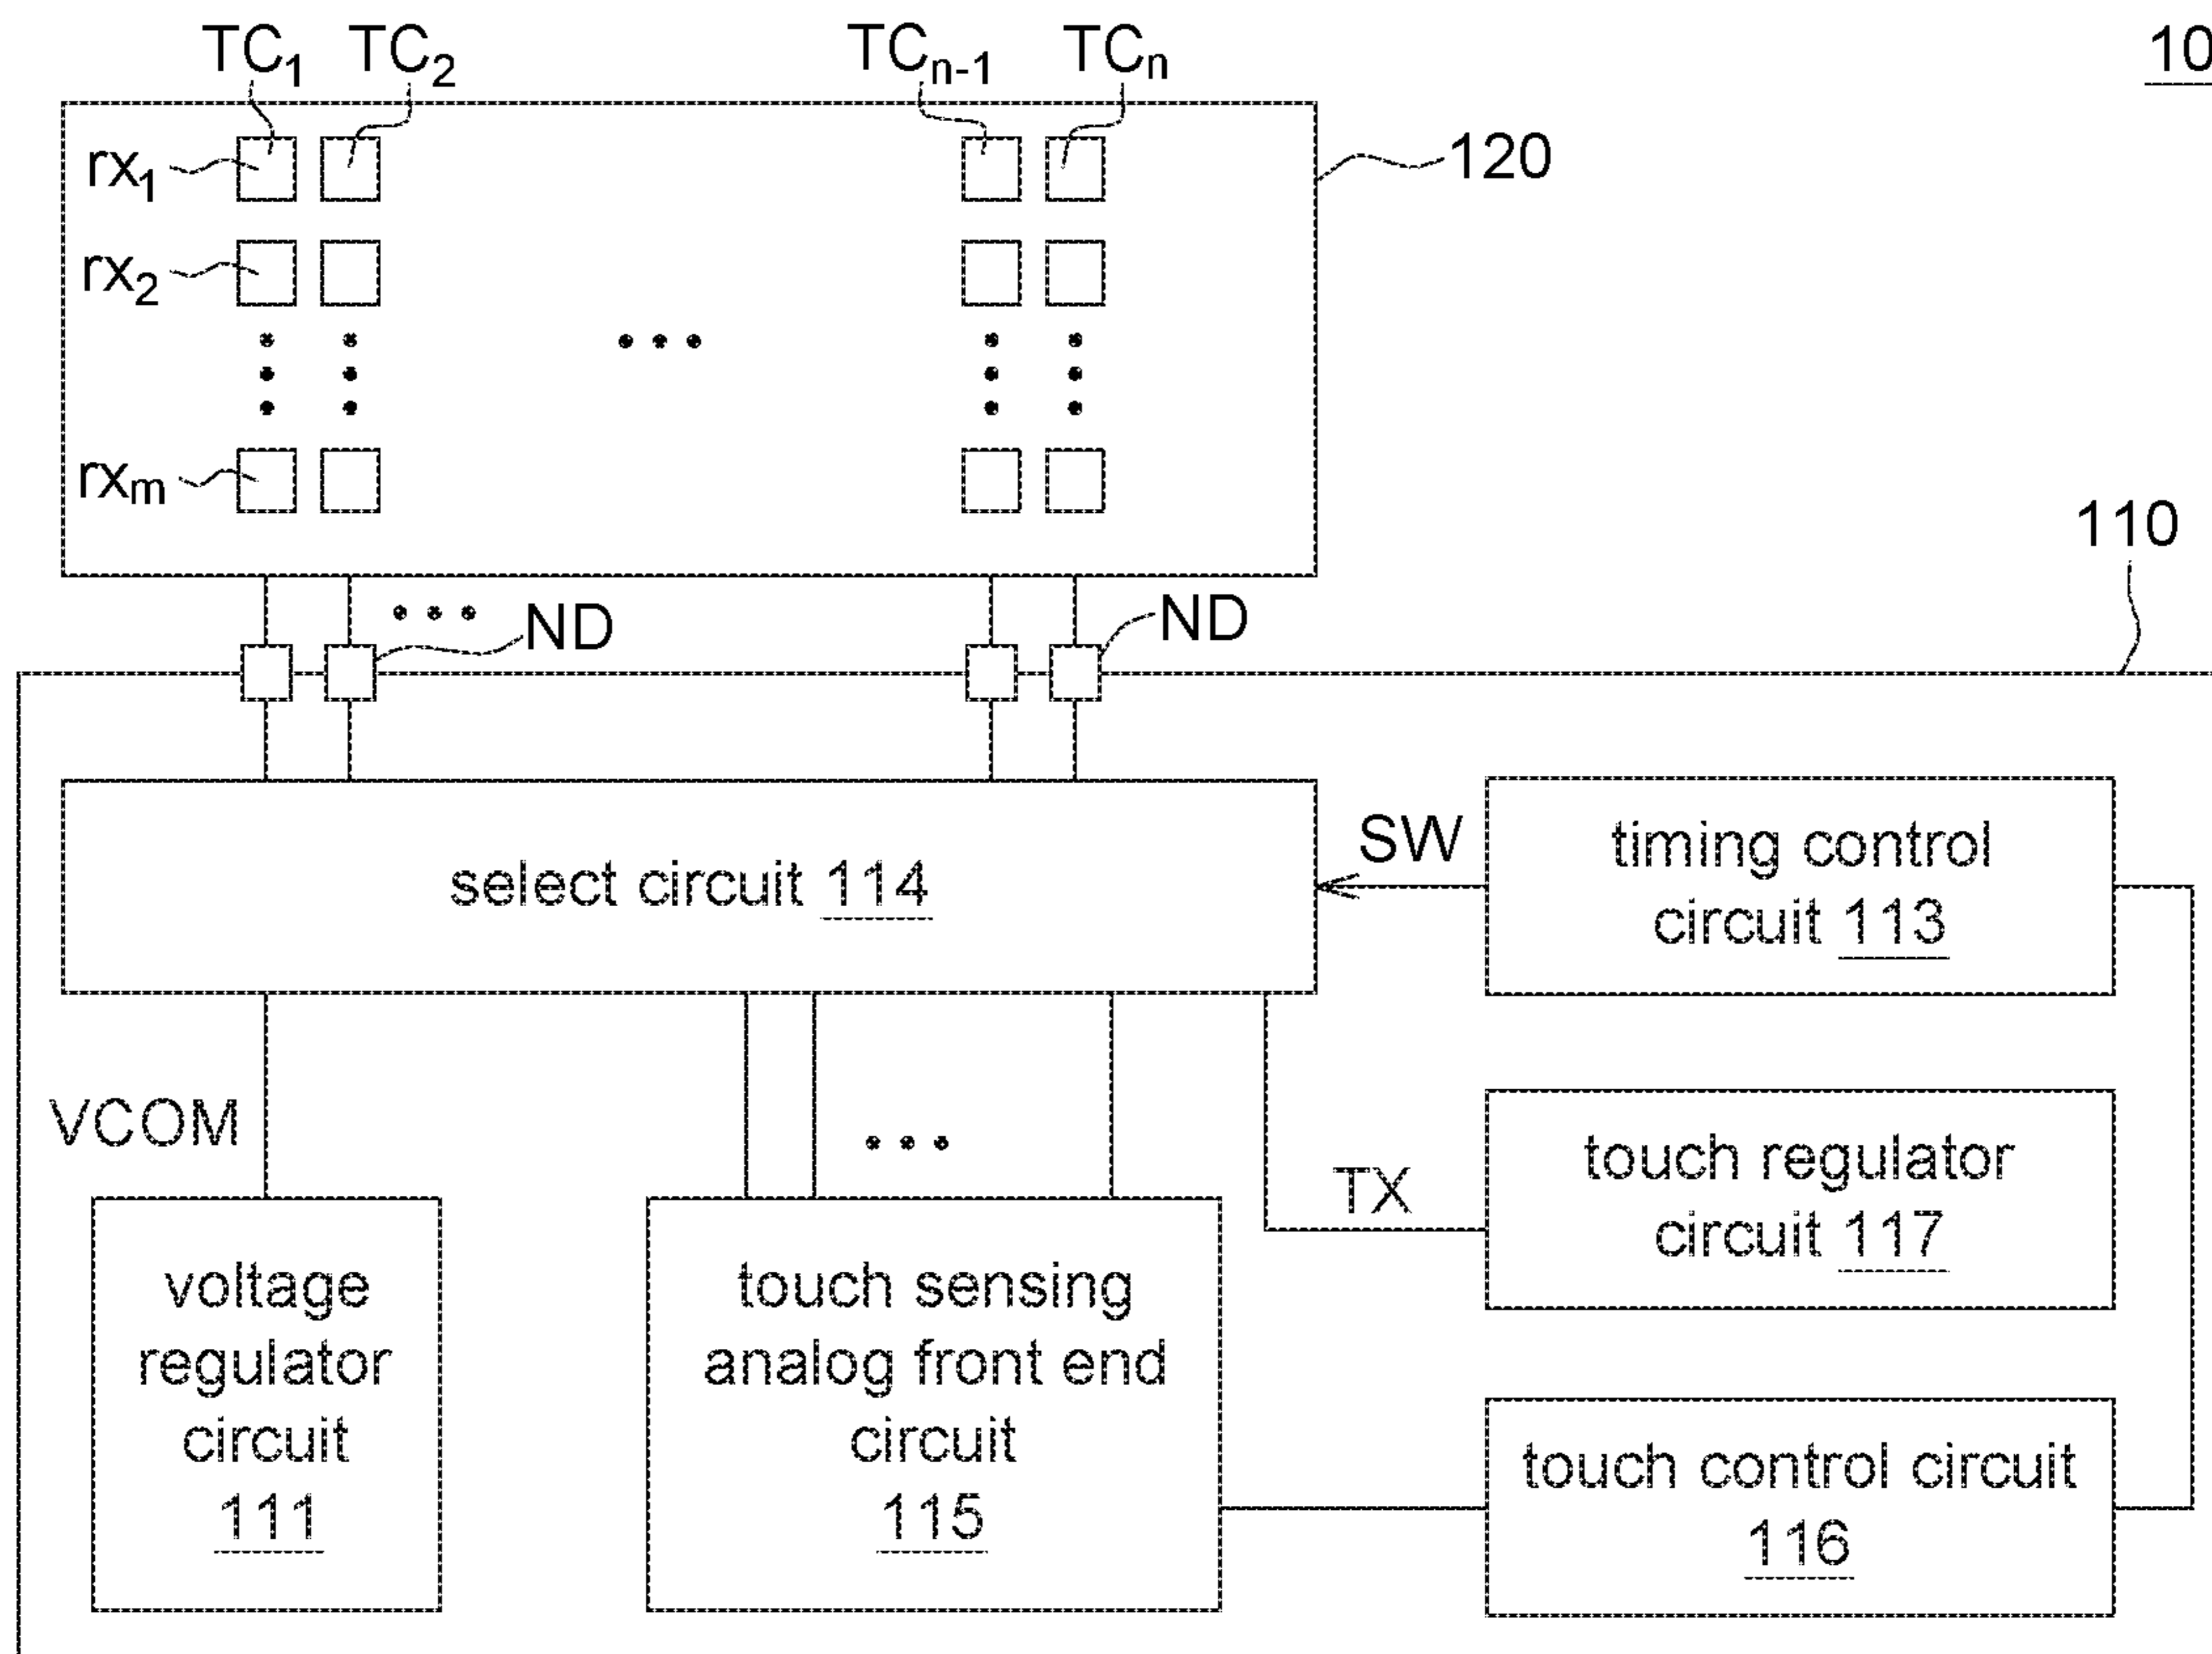 TC1 TC2 TCn-1 TCn 10
rx1
120
rx2
rxm
110
ND ND
select circuit 114
SW
timing control
circuit 113
VCOM
TX
touch regulator
circuit 117
voltage
regulator
circuit
111
touch sensing
analog front end
circuit
115
touch control circuit
116